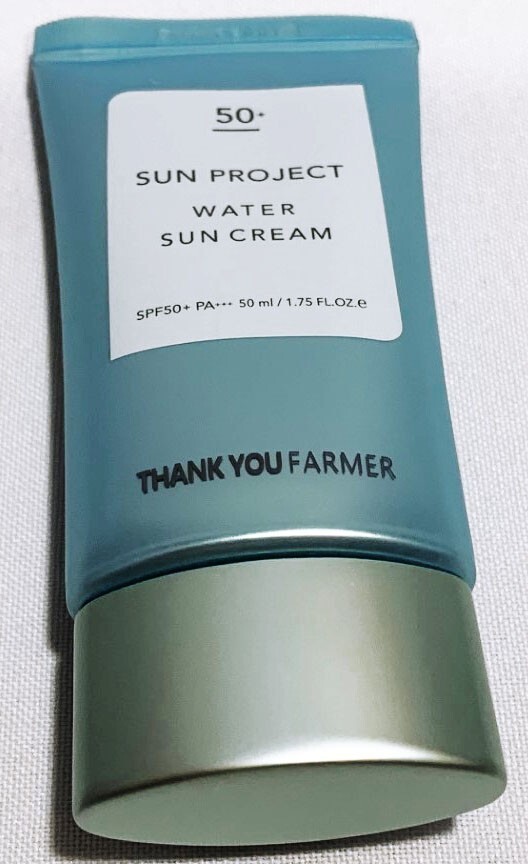 50+
SUN PROJECT
WATER
SUN CREAM
SPF50+ PA+++ 50 ml / 1.75 FL.OZ.e
THANK YOU FARMER